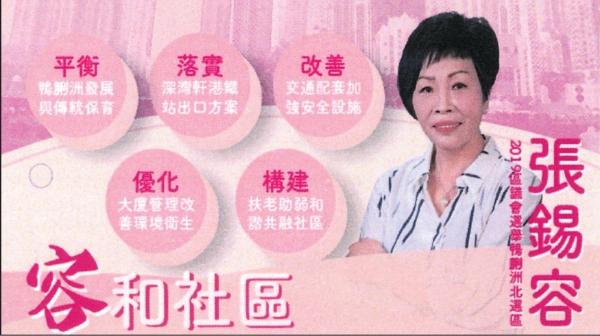 平衡
鴨脷洲發展
與傳統保育
落實
深灣軒港鐵
站出口方案
改善
交通配套加
強安全設施
優化
大廈管理改
善環境衛生
構建
扶老助弱和
諧共融社區
容和社區
張錫容
2019區議會選舉鴨脷洲北選區